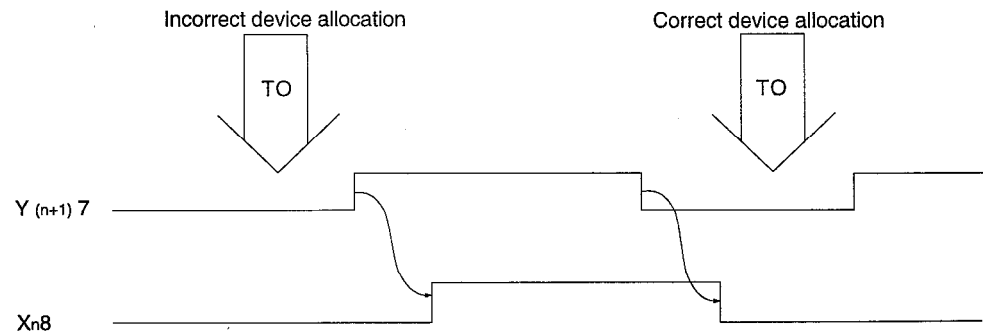 Incorrect device allocation
Correct device allocation
TO
TO
Y (n+1) 7
Xn8